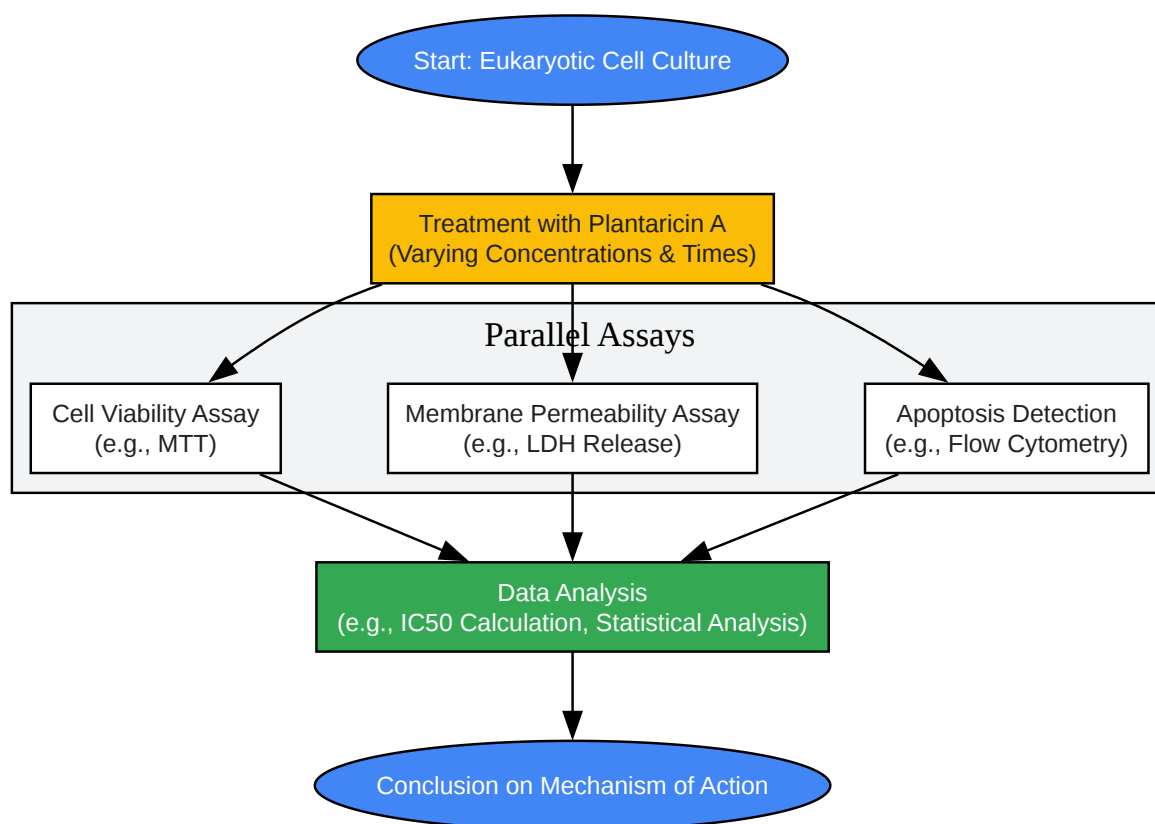 Start: Eukaryotic Cell Culture
Treatment with Plantaricin A
(Varying Concentrations & Times)
Parallel Assays
Cell Viability Assay
(e.g., MTT)
Membrane Permeability Assay
(e.g., LDH Release)
Apoptosis Detection
(e.g., Flow Cytometry)
Data Analysis
(e.g., IC50 Calculation, Statistical Analysis)
Conclusion on Mechanism of Action